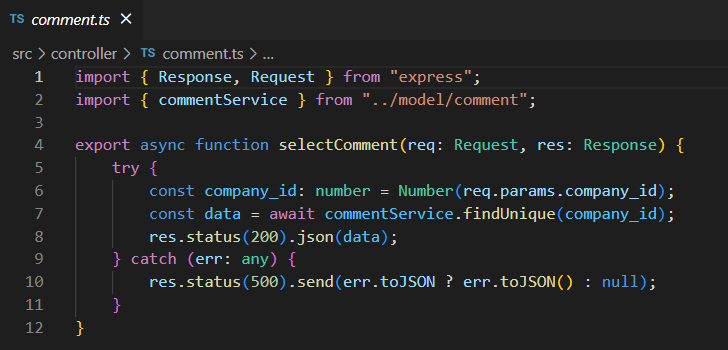 TS comment.ts ×
src > controller > TS comment.ts > ...
1 import { Response, Request } from "express";
2 import { commentService } from "../model/comment";
3
4 export async function selectComment(req: Request, res: Response) {
5 try {
6 const company_id: number = Number(req.params.company_id);
7 const data = await commentService.findUnique(company_id);
8 res.status(200).json(data);
9 } catch (err: any) {
10 res.status(500).send(err.toJSON ? err.toJSON() : null);
11 }
12 }